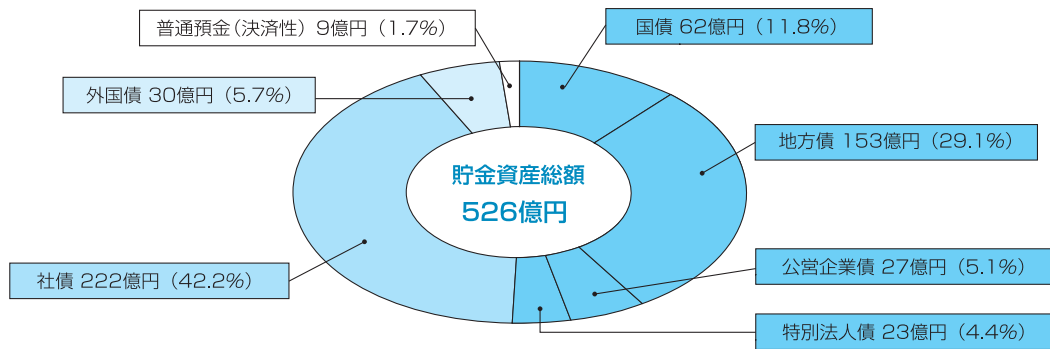 普通預金（決済性）9億円（1.7%）
国債 62億円（11.8%）
外国債 30億円（5.7%）
地方債 153億円（29.1%）
貯金資産総額
526億円
社債 222億円（42.2%）
公営企業債 27億円（5.1%）
特別法人債 23億円（4.4%）